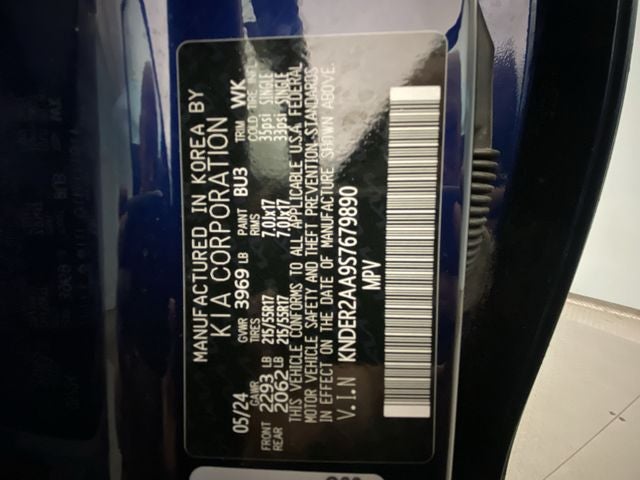 MANUFACTURED IN KOREA BY
KIA CORPORATION
05/24 GVWR 3969 LB PAINT BU3 TRIM WK
GAWR TIRES RIMS COLD TIRE
FRONT 2293 LB 215/55R17 7.0Jx17 35psi SINGLE
REAR 2062 LB 215/55R17 7.0Jx17 33psi SINGLE
THIS VEHICLE CONFORMS TO ALL APPLICABLE U.S.A. FEDERAL
MOTOR VEHICLE SAFETY AND THEFT PREVENTION STANDARDS
IN EFFECT ON THE DATE OF MANUFACTURE SHOWN ABOVE.
V.I.N KNDER2AA9S7679890
MPV